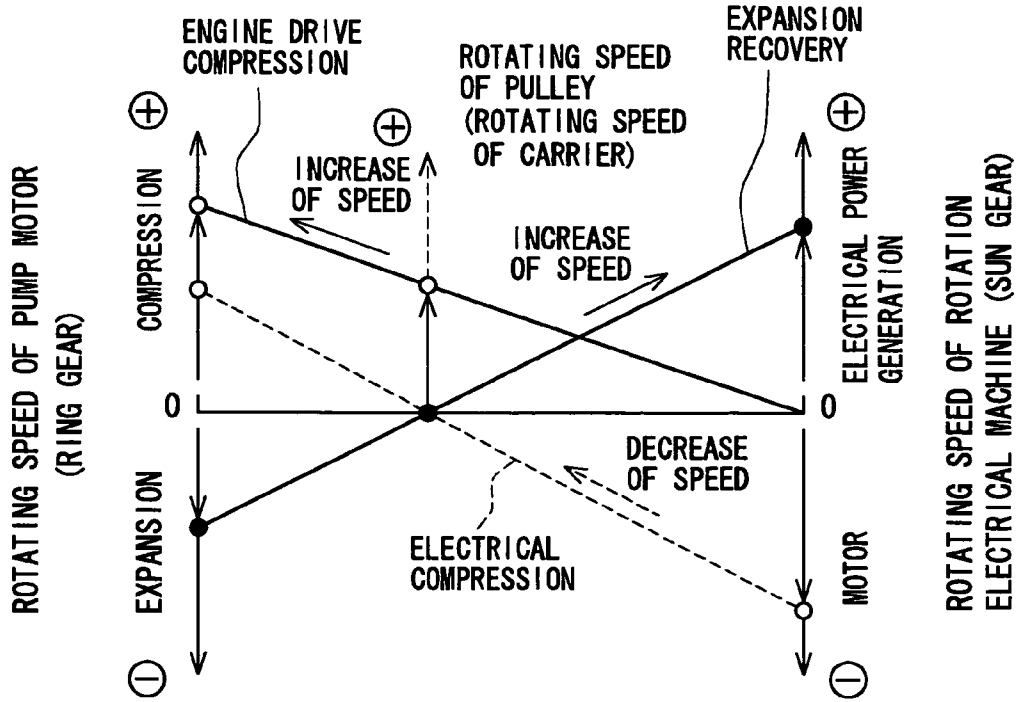 ENGINE DRIVE
COMPRESSION
ROTATING SPEED
OF PULLEY
(ROTATING SPEED
OF CARRIER)
EXPANSION
RECOVERY
+
+
+
INCREASE
OF SPEED
INCREASE
OF SPEED
ROTATING SPEED OF PUMP MOTOR
(RING GEAR)
COMPRESSION
EXPANSION
0
0
ELECTRICAL POWER
GENERATION
MOTOR
ROTATING SPEED OF ROTATION
ELECTRICAL MACHINE (SUN GEAR)
DECREASE
OF SPEED
ELECTRICAL
COMPRESSION
−
−